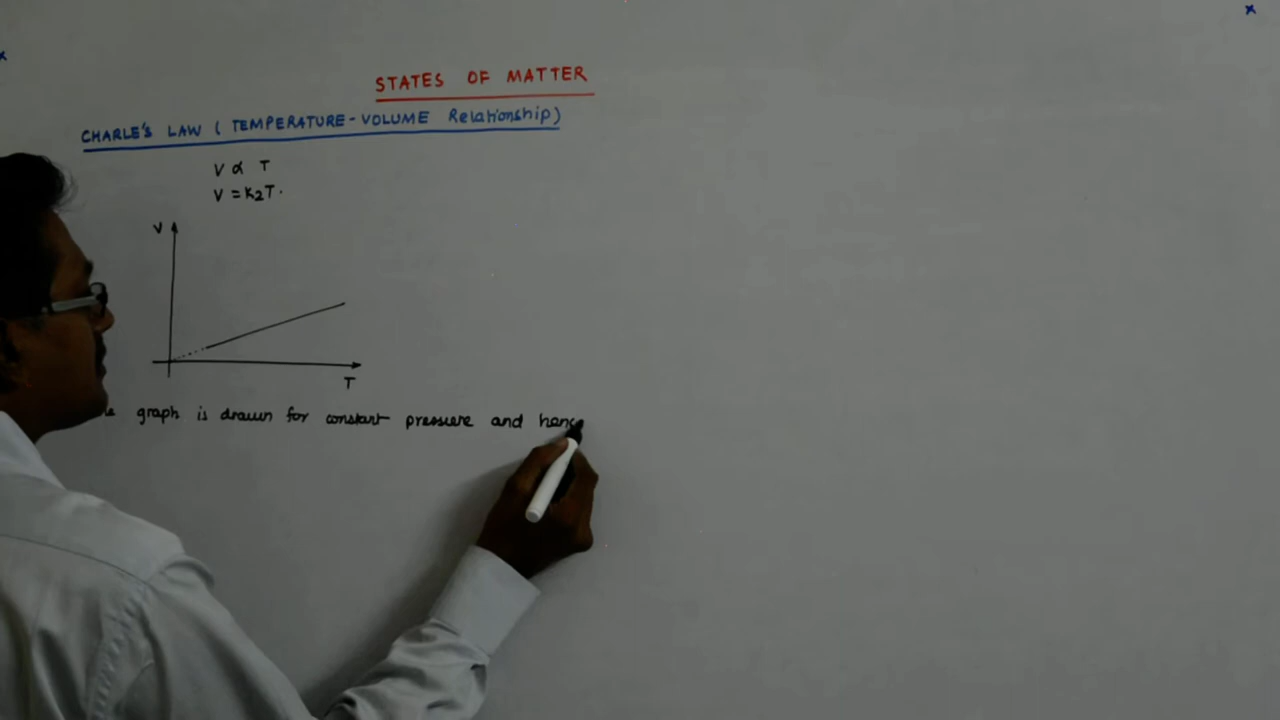 STATES OF MATTER
CHARLE'S LAW ( TEMPERATURE - VOLUME Relationship)
V α T
V = K₂T.
V
T
graph is drawn for constant pressure and